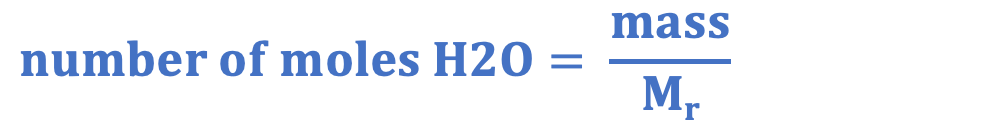 number of moles H2O = mass
M_r